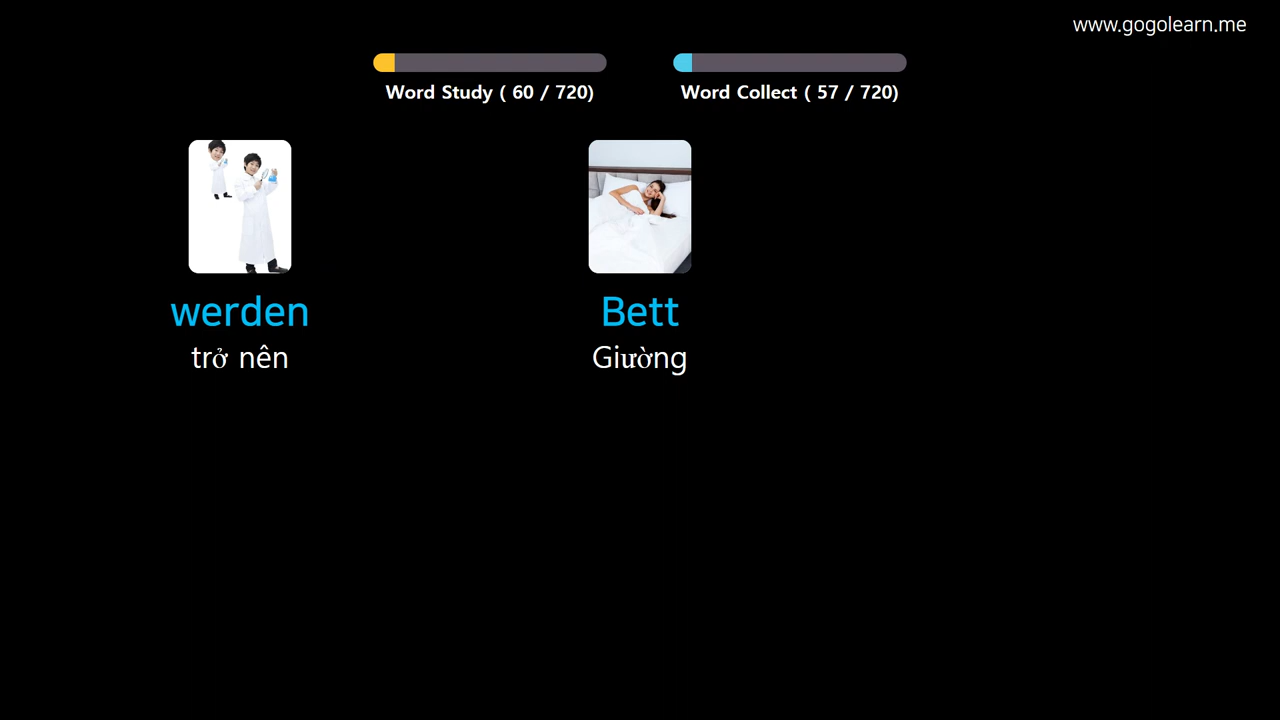 www.gogolearn.me
Word Study ( 60 / 720)
Word Collect ( 57 / 720)
werden
trở nên
Bett
Giường